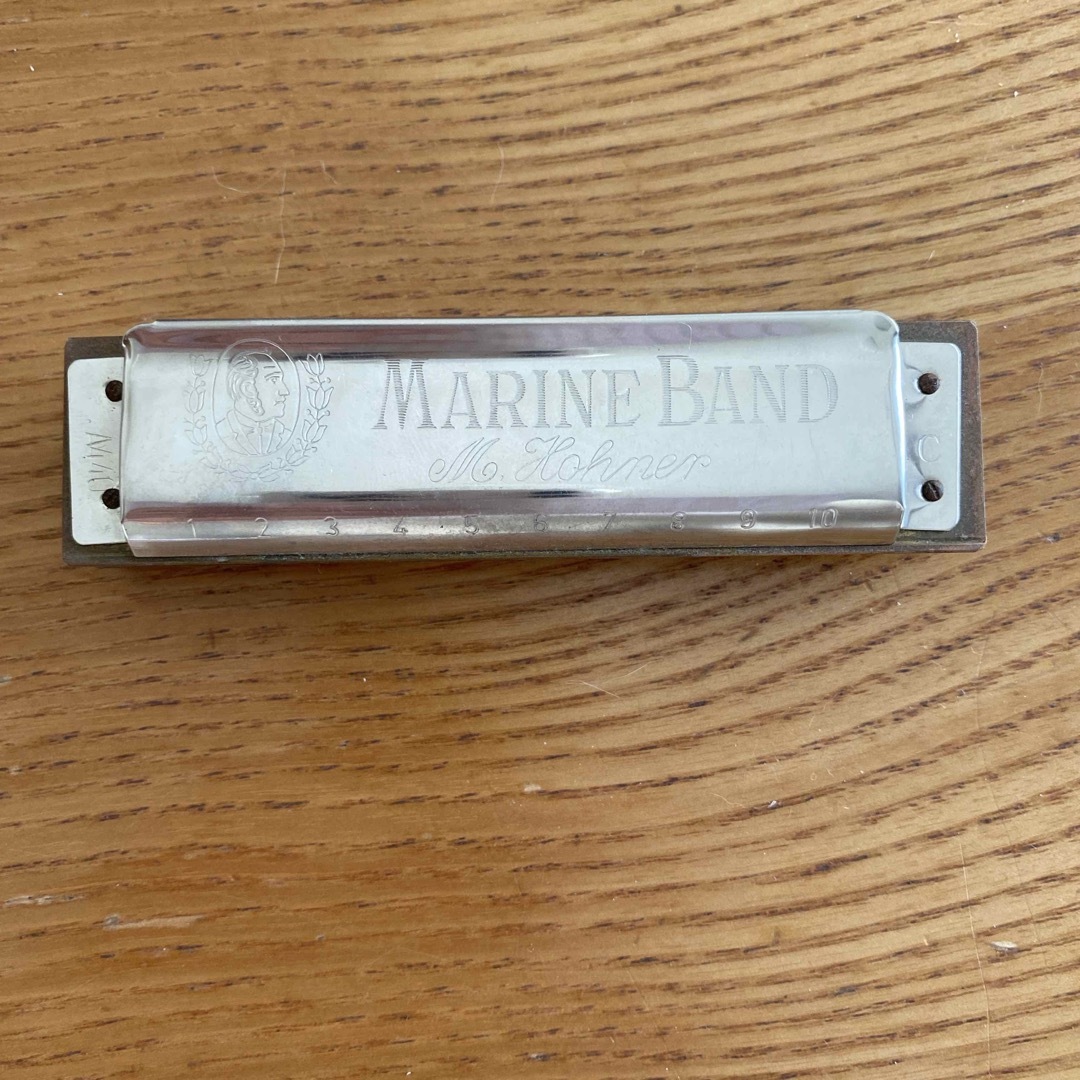 MARINE BAND
M. Hohner
C
1 2 3 4 5 6 7 8 9 10